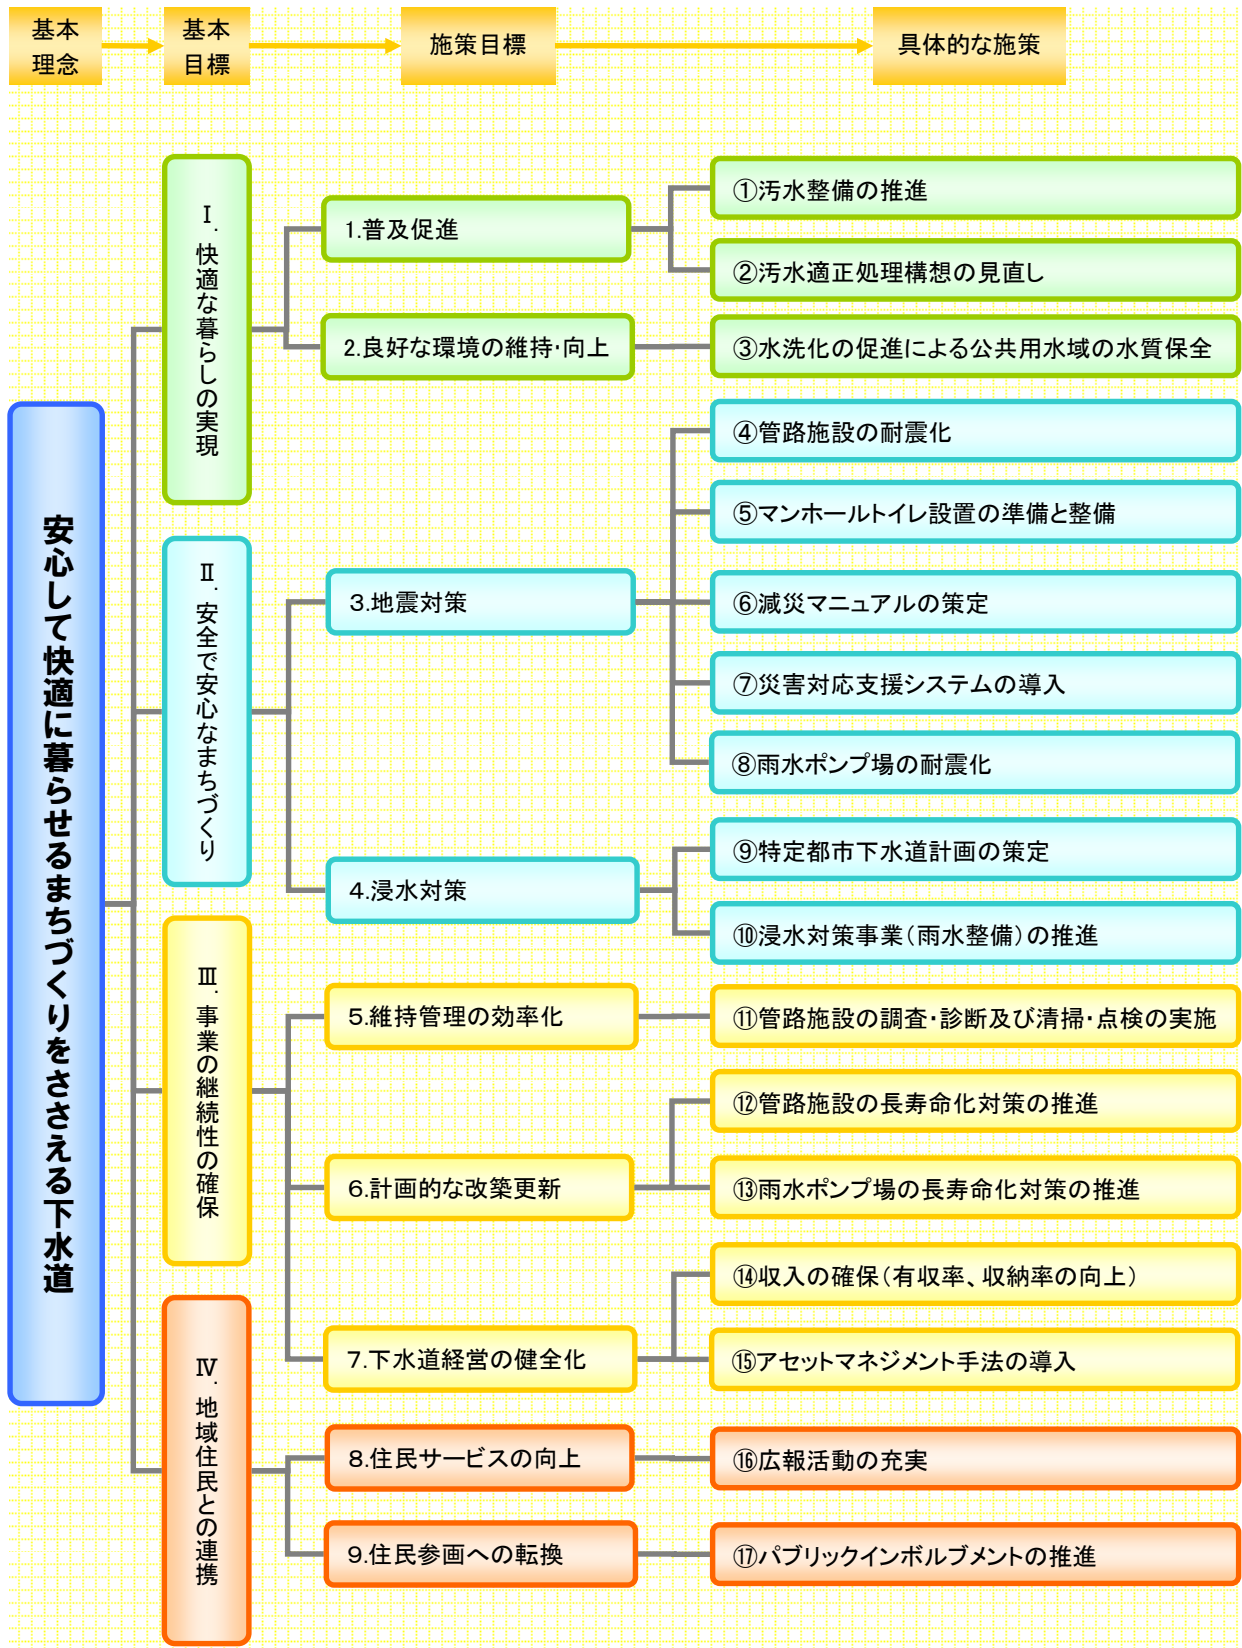 基本
理念
基本
目標
施策目標
具体的な施策
安心して快適に暮らせるまちづくりをささえる下水道
Ⅰ．快適な暮らしの実現
1.普及促進
①汚水整備の推進
②汚水適正処理構想の見直し
2.良好な環境の維持・向上
③水洗化の促進による公共用水域の水質保全
Ⅱ．安全で安心なまちづくり
3.地震対策
④管路施設の耐震化
⑤マンホールトイレ設置の準備と整備
⑥減災マニュアルの策定
⑦災害対応支援システムの導入
⑧雨水ポンプ場の耐震化
4.浸水対策
⑨特定都市下水道計画の策定
⑩浸水対策事業（雨水整備）の推進
Ⅲ．事業の継続性の確保
5.維持管理の効率化
⑪管路施設の調査・診断及び清掃・点検の実施
6.計画的な改築更新
⑫管路施設の長寿命化対策の推進
⑬雨水ポンプ場の長寿命化対策の推進
7.下水道経営の健全化
⑭収入の確保（有収率、収納率の向上）
⑮アセットマネジメント手法の導入
Ⅳ．地域住民との連携
8.住民サービスの向上
⑯広報活動の充実
9.住民参画への転換
⑰パブリックインボルブメントの推進